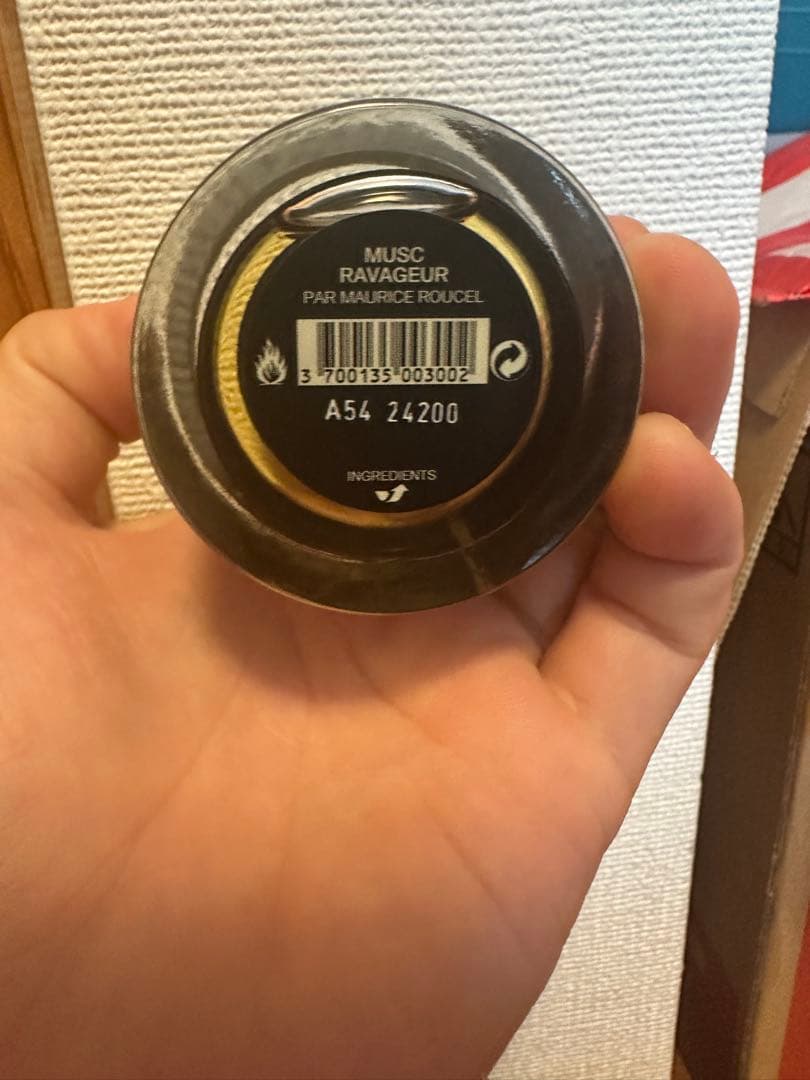 MUSC
RAVAGEUR
PAR MAURICE ROUCEL
3 700135 003002
A54 24200
INGREDIENTS